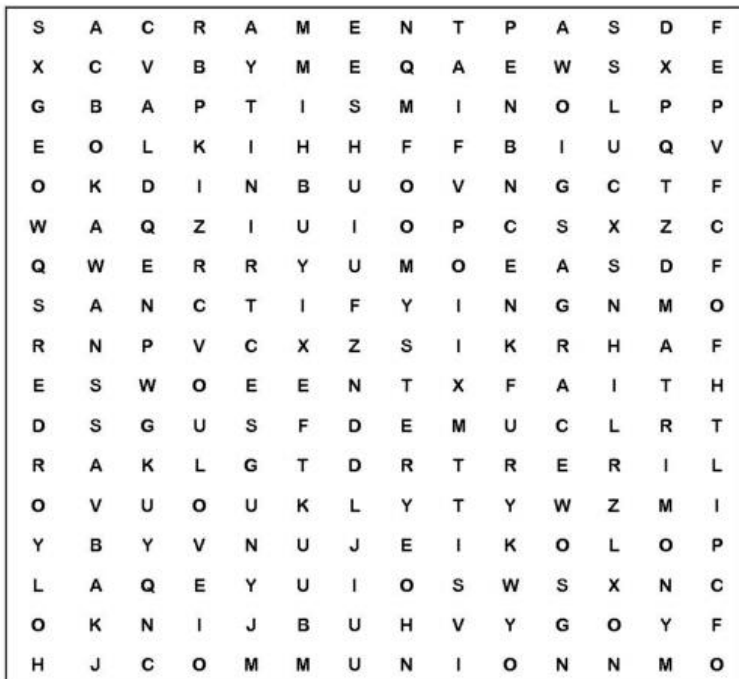 S A C R A M E N T P A S D F
X C V B Y M E Q A E W S X E
G B A P T I S M I N O L P P
E O L K I H H F F B I U Q V
O K D I N B U O V N G C T F
W A Q Z I U I O P C S X Z C
Q W E R R Y U M O E A S D F
S A N C T I F Y I N G N M O
R N P V C X Z S I K R H A F
E S W O E E N T X F A I T H
D S G U S F D E M U C L R T
R A K L G T D R T R E R I L
O V U O U K L Y T Y W Z M I
Y B Y V N U J E I K O L O P
L A Q E Y U I O S W S X N C
O K N I J B U H V Y G O Y F
H J C O M M U N I O N N M O